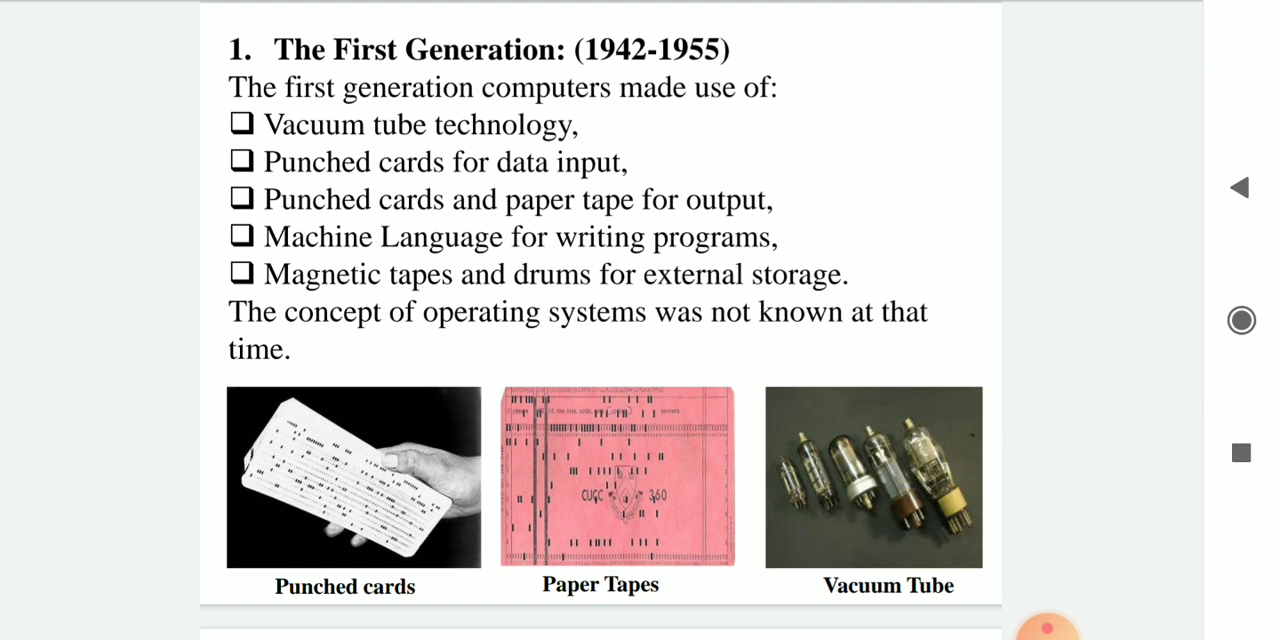 1. The First Generation: (1942-1955)
The first generation computers made use of:
❑ Vacuum tube technology,
❑ Punched cards for data input,
❑ Punched cards and paper tape for output,
❑ Machine Language for writing programs,
❑ Magnetic tapes and drums for external storage.
The concept of operating systems was not known at that
time.
CUGC 360
Punched cards
Paper Tapes
Vacuum Tube